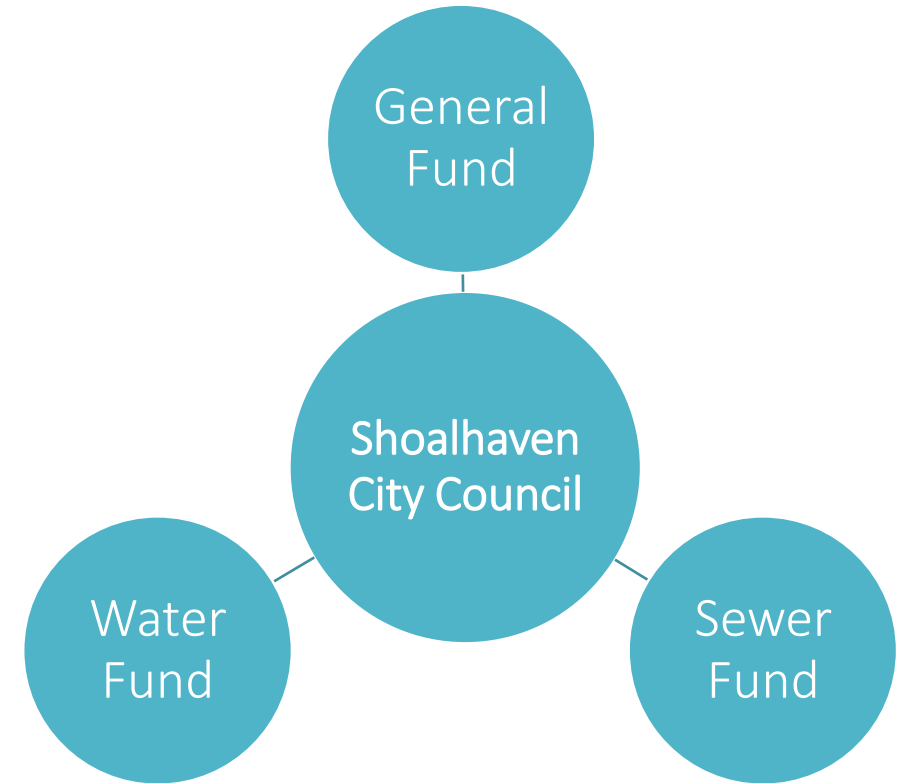 General
Fund
Shoalhaven
City Council
Water
Fund
Sewer
Fund